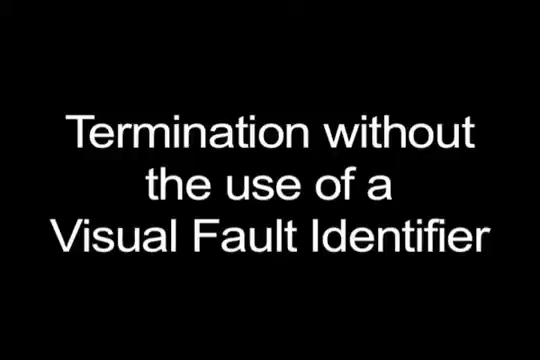 Termination without
the use of a
Visual Fault Identifier